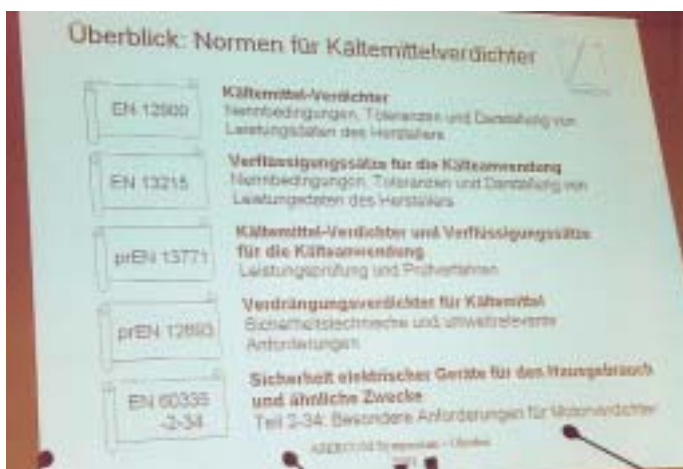 Überblick: Normen für Kältemittelverdichter
EN 12900
Kältemittel-Verdichter
Nennbedingungen, Toleranzen und Darstellung von
Leistungsdaten des Herstellers
EN 13215
Verflüssigungssätze für die Kälteanwendung
Nennbedingungen, Toleranzen und Darstellung von
Leistungsdaten des Herstellers
prEN 13771
Kältemittel-Verdichter und Verflüssigungssätze
für die Kälteanwendung
Leistungsprüfung und Prüfverfahren
prEN 12693
Verdrängungsverdichter für Kältemittel
Sicherheitstechnische und umweltrelevante
Anforderungen
EN 60335
-2-34
Sicherheit elektrischer Geräte für den Hausgebrauch
und ähnliche Zwecke
Teil 2-34: Besondere Anforderungen für Motorverdichter